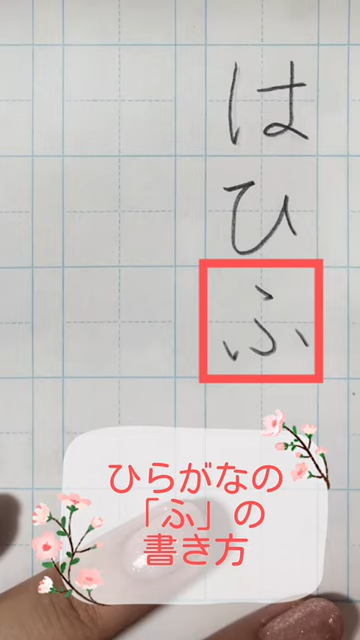 はひふ
ひらがなの
「ふ」の
書き方